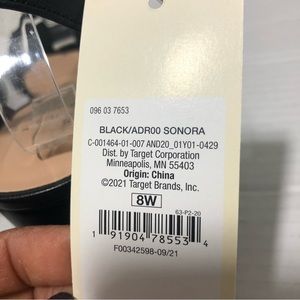 096 03 7653
BLACK/ADR00 SONORA
C-001464-01-007 AND20_01Y01-0429
Dist. by Target Corporation
Minneapolis, MN 55403
Origin: China
©2021 Target Brands, Inc.
8W
63-P2-20
1 91904 78553 4
F00342598-09/21